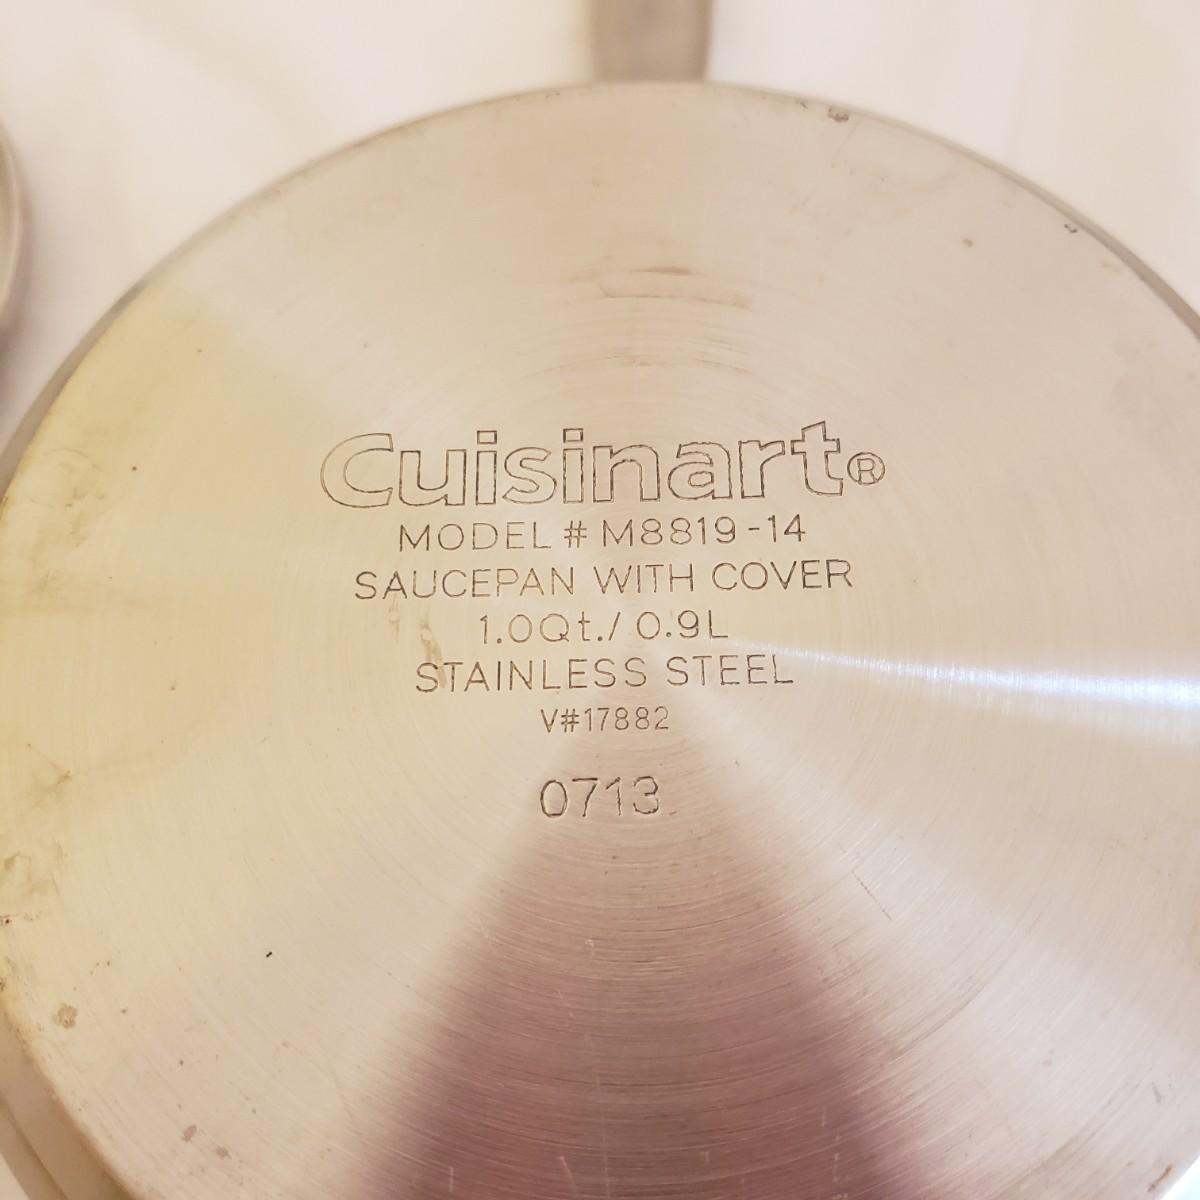 Cuisinart®
MODEL # M8819-14
SAUCEPAN WITH COVER
1.0Qt./ 0.9L
STAINLESS STEEL
V#17882
0713